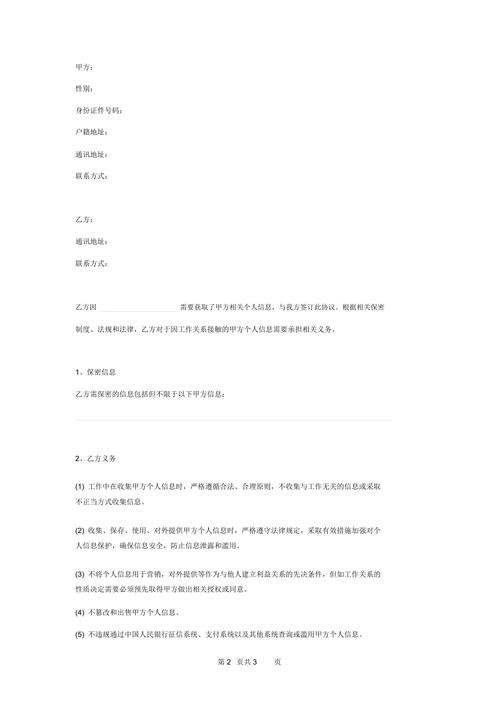 甲方：
性别：
身份证件号码：
户籍地址：
通讯地址：
联系方式：
乙方：
通讯地址：
联系方式：
乙方因 需要获取了甲方相关个人信息，与我方签订此协议。根据相关保密
制度、法规和法律，乙方对于因工作关系接触的甲方个人信息需要承担相关义务。
1、保密信息
乙方需保密的信息包括但不限于以下甲方信息：
2、乙方义务
(1) 工作中在收集甲方个人信息时，严格遵循合法、合理原则，不收集与工作无关的信息或采取
不正当方式收集信息。
(2) 收集、保存、使用、对外提供甲方个人信息时，严格遵守法律规定，采取有效措施加强对个
人信息保护，确保信息安全，防止信息泄露和滥用。
(3) 不将个人信息用于营销，对外提供等作为与他人建立利益关系的先决条件，但如工作关系的
性质决定需要必须预先取得甲方做出相关授权或同意。
(4) 不篡改和出售甲方个人信息。
(5) 不违规通过中国人民银行征信系统、支付系统以及其他系统查询或滥用甲方个人信息。
第 2 页共 3 页